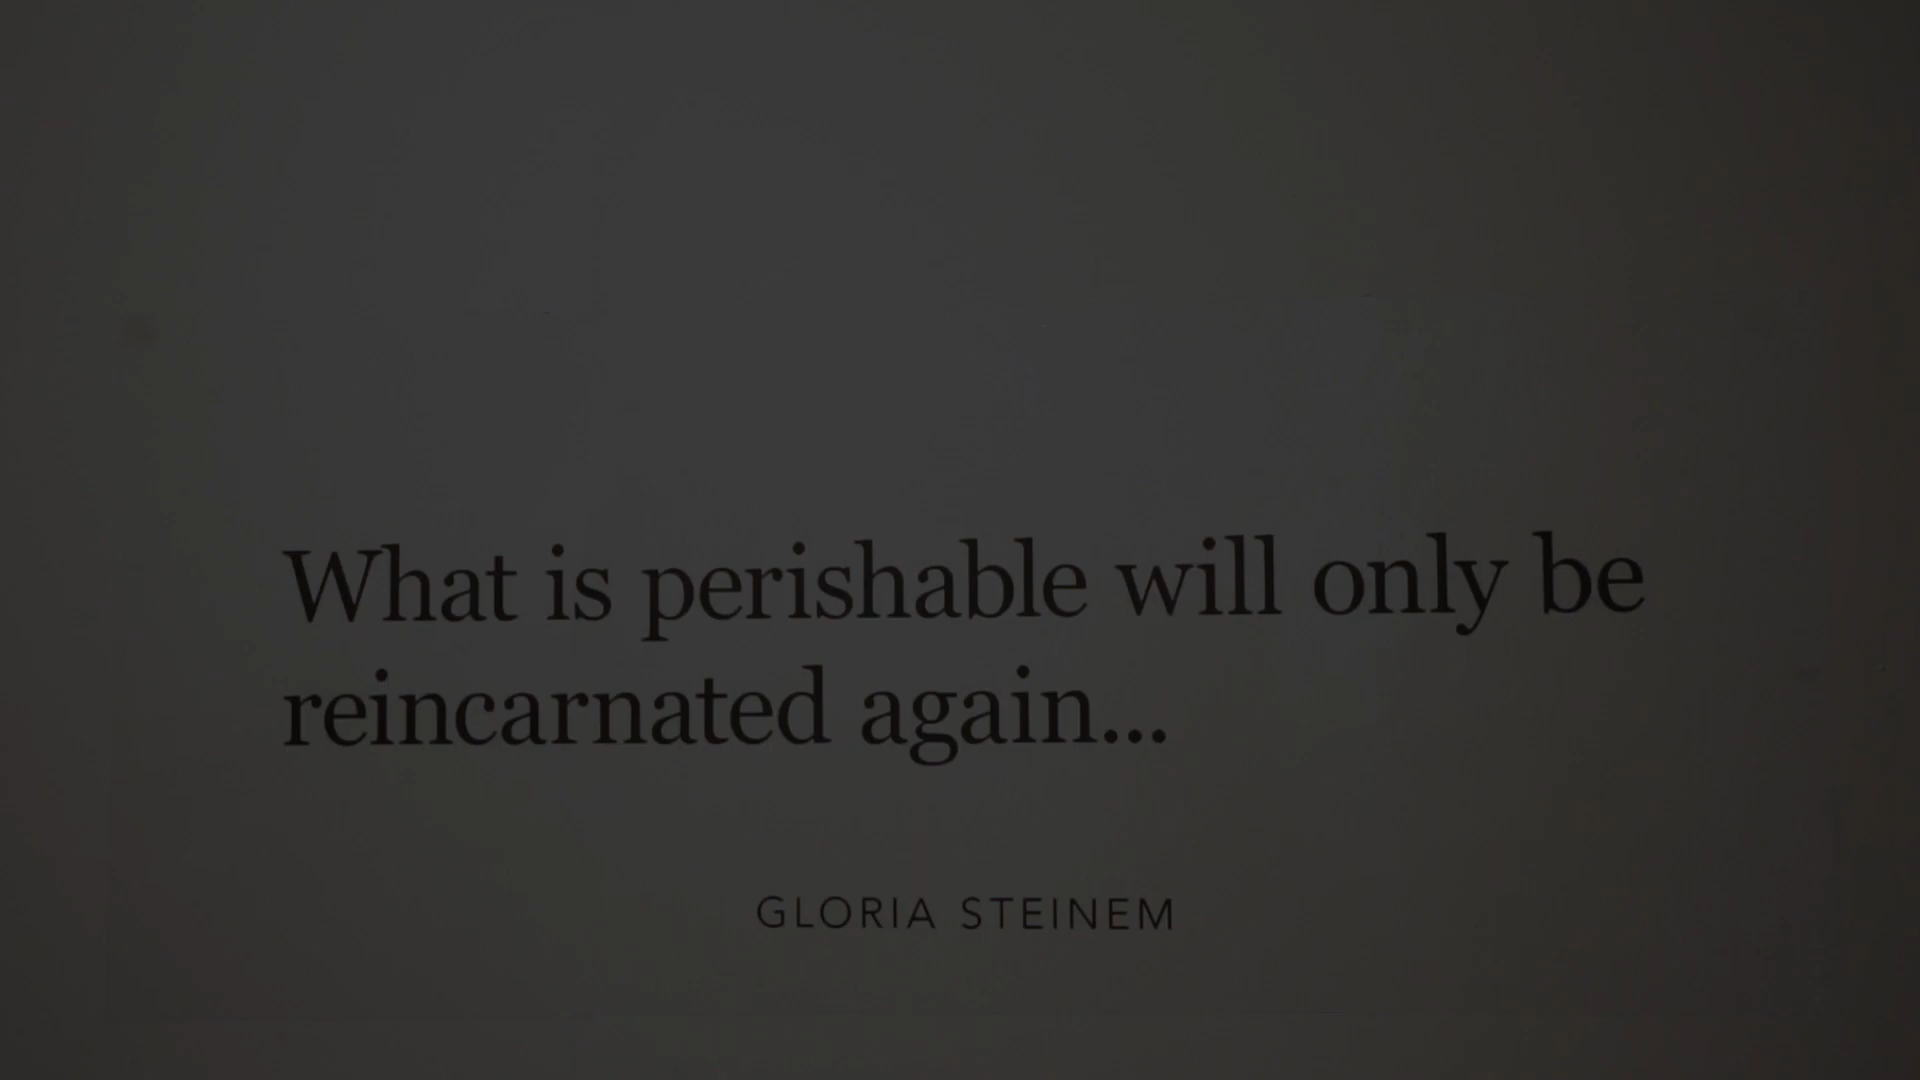 What is perishable will only be
reincarnated again...
GLORIA STEINEM